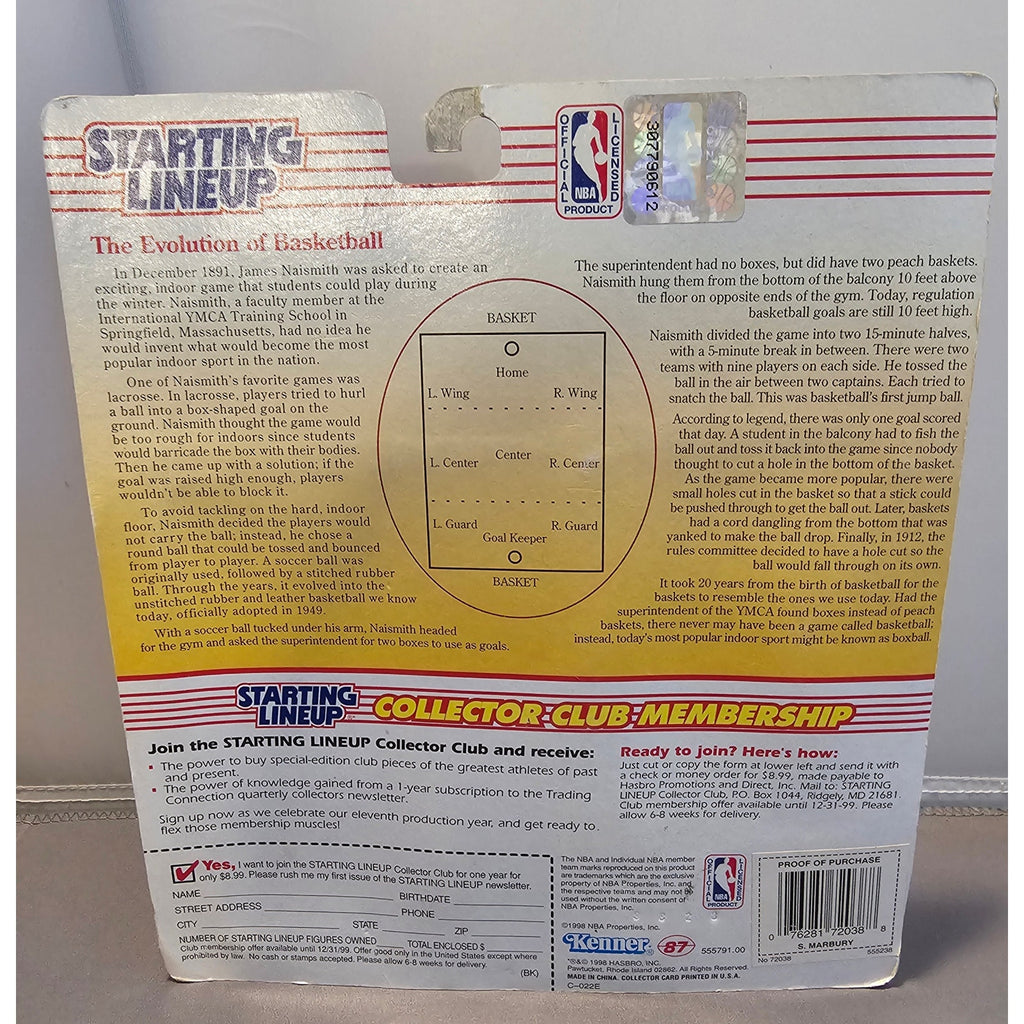 STARTING
LINEUP
OFFICIAL
LICENSED
NBA
PRODUCT
307790612
The Evolution of Basketball
In December 1891, James Naismith was asked to create an
exciting, indoor game that students could play during
the winter. Naismith, a faculty member at the
International YMCA Training School in
Springfield, Massachusetts, had no idea he
would invent what would become the most
popular indoor sport in the nation.
One of Naismith's favorite games was
lacrosse. In lacrosse, players tried to hurl
a ball into a box-shaped goal on the
ground. Naismith thought the game would
be too rough for indoors since students
would barricade the box with their bodies.
Then he came up with a solution; if the
goal was raised high enough, players
wouldn't be able to block it.
To avoid tackling on the hard, indoor
floor, Naismith decided the players would
not carry the ball; instead, he chose a
round ball that could be tossed and bounced
from player to player. A soccer ball was
originally used, followed by a stitched rubber
ball. Through the years, it evolved into the
unstitched rubber and leather basketball we know
today, officially adopted in 1949.
With a soccer ball tucked under his arm, Naismith headed
for the gym and asked the superintendent for two boxes to use as goals.
BASKET
Home
L. Wing R. Wing
L. Center Center R. Center
L. Guard R. Guard
Goal Keeper
BASKET
The superintendent had no boxes, but did have two peach baskets.
Naismith hung them from the bottom of the balcony 10 feet above
the floor on opposite ends of the gym. Today, regulation
basketball goals are still 10 feet high.
Naismith divided the game into two 15-minute halves,
with a 5-minute break in between. There were two
teams with nine players on each side. He tossed the
ball in the air between two captains. Each tried to
snatch the ball. This was basketball's first jump ball.
According to legend, there was only one goal scored
that day. A student in the balcony had to fish the
ball out and toss it back into the game since nobody
thought to cut a hole in the bottom of the basket.
As the game became more popular, there were
small holes cut in the basket so that a stick could
be pushed through to get the ball out. Later, baskets
had a cord dangling from the bottom that was
yanked to make the ball drop. Finally, in 1912, the
rules committee decided to have a hole cut so the
ball would fall through on its own.
It took 20 years from the birth of basketball for the
baskets to resemble the ones we use today. Had the
superintendent of the YMCA found boxes instead of peach
baskets, there never may have been a game called basketball;
instead, today's most popular indoor sport might be known as boxball.
STARTING
LINEUP
COLLECTOR CLUB MEMBERSHIP
Join the STARTING LINEUP Collector Club and receive:
▪ The power to buy special-edition club pieces of the greatest athletes of past
and present.
▪ The power of knowledge gained from a 1-year subscription to the Trading
Connection quarterly collectors newsletter.
Sign up now as we celebrate our eleventh production year, and get ready to
flex those membership muscles!
Ready to join? Here's how:
Just cut or copy the form at lower left and send it with
a check or money order for $8.99, made payable to
Hasbro Promotions and Direct, Inc. Mail to: STARTING
LINEUP Collector Club, P.O. Box 1044, Ridgely, MD 21681.
Club membership offer available until 12-31-99. Please
allow 6-8 weeks for delivery.
Yes, I want to join the STARTING LINEUP Collector Club for one year for
only $8.99. Please rush me my first issue of the STARTING LINEUP newsletter.
NAME BIRTHDATE
STREET ADDRESS PHONE
CITY STATE ZIP
NUMBER OF STARTING LINEUP FIGURES OWNED TOTAL ENCLOSED $
Club membership offer available until 12/31/99. Offer good only in the United States except where
prohibited by law. No cash or stamps accepted. Please allow 6-8 weeks for delivery.
(BK)
The NBA and Individual NBA member
team marks reproduced on this product
are trademarks which are the exclusive
property of NBA Properties, Inc. and
the respective teams and may not be
used without the written consent of
NBA Properties, Inc.
©1998 NBA Properties, Inc.
OFFICIAL
LICENSED
NBA
PRODUCT
Kenner® 87 555791.00
®&© 1998 HASBRO, INC.
Pawtucket, Rhode Island 02862. All Rights Reserved.
MADE IN CHINA. COLLECTOR CARD PRINTED IN U.S.A.
C-022E
PROOF OF PURCHASE
0 76281 72038 8
S. MARBURY
No 72038
555238